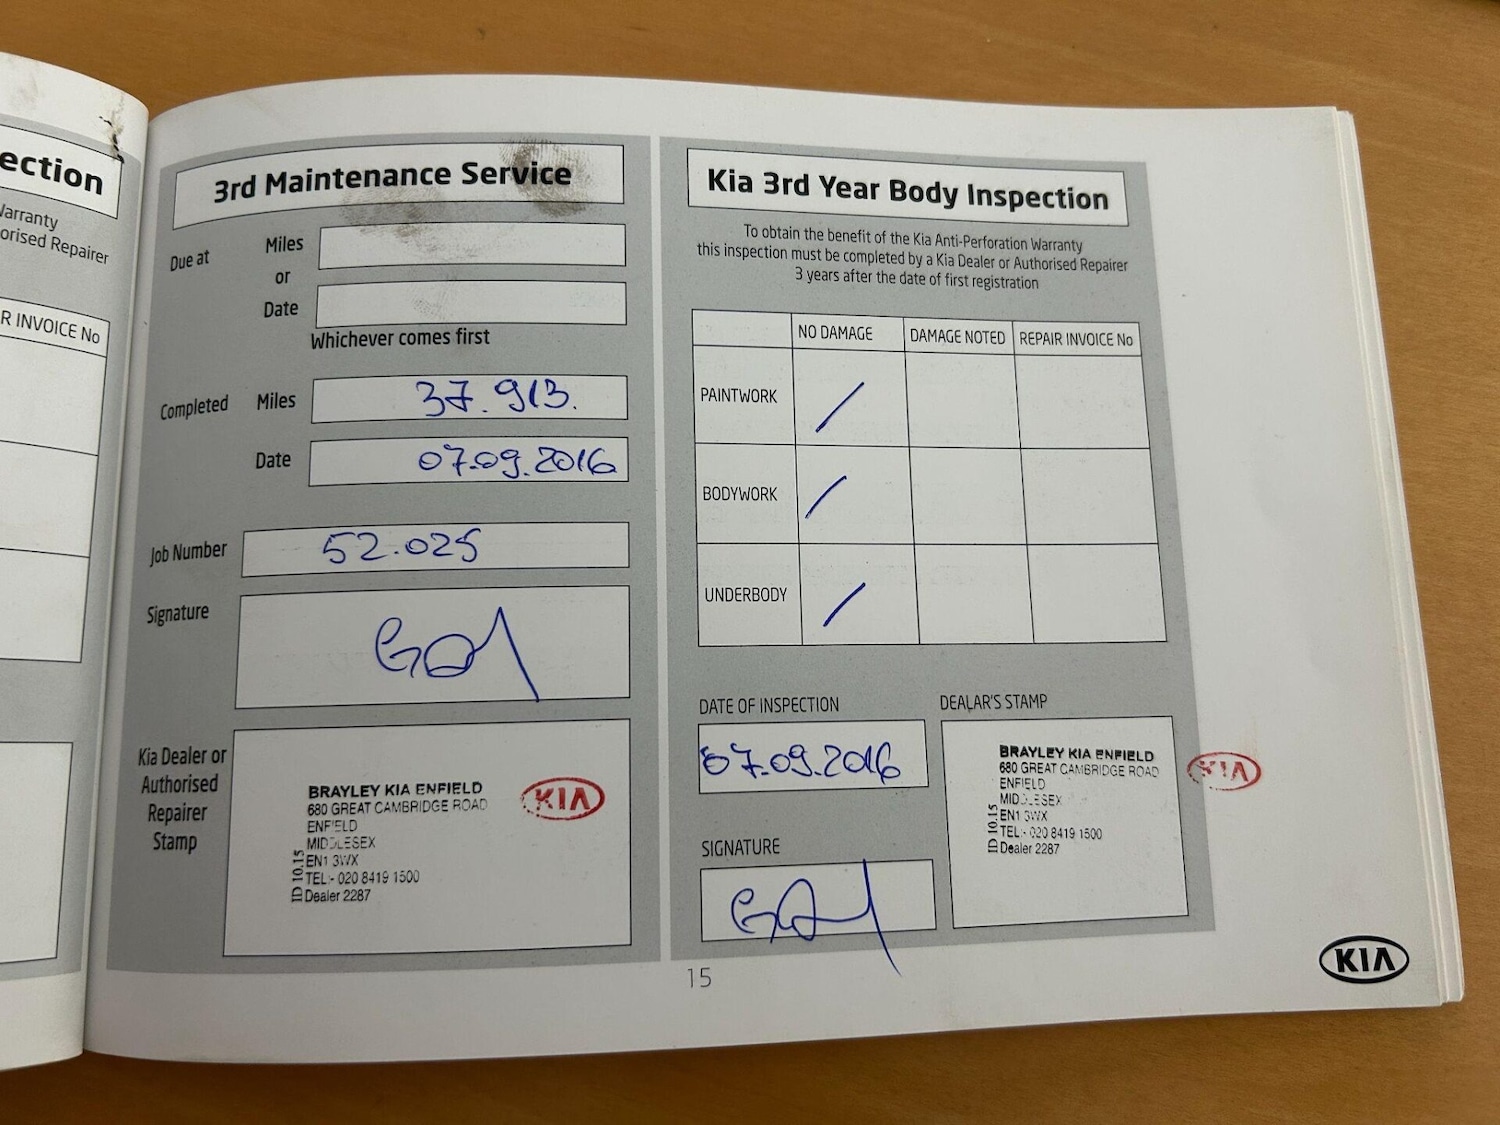 ection
Warranty
orised Repairer
R INVOICE No
3rd Maintenance Service
Due at
Miles
or
Date
Whichever comes first
Completed Miles 37.913.
Date 07.09.2016
Job Number 52.025
Signature
Kia Dealer or
Authorised
Repairer
Stamp
BRAYLEY KIA ENFIELD
680 GREAT CAMBRIDGE ROAD
ENFIELD
MIDDLESEX
EN1 3WX
TEL:- 020 8419 1500
Dealer 2287
ID 10.15
KIA
Kia 3rd Year Body Inspection
To obtain the benefit of the Kia Anti-Perforation Warranty
this inspection must be completed by a Kia Dealer or Authorised Repairer
3 years after the date of first registration
NO DAMAGE DAMAGE NOTED REPAIR INVOICE No
PAINTWORK /
BODYWORK /
UNDERBODY /
DATE OF INSPECTION
07.09.2016
SIGNATURE
DEALAR'S STAMP
BRAYLEY KIA ENFIELD
680 GREAT CAMBRIDGE ROAD
ENFIELD
MIDDLESEX
EN1 3WX
TEL:- 020 8419 1500
Dealer 2287
ID 10.15
KIA
15
KIA